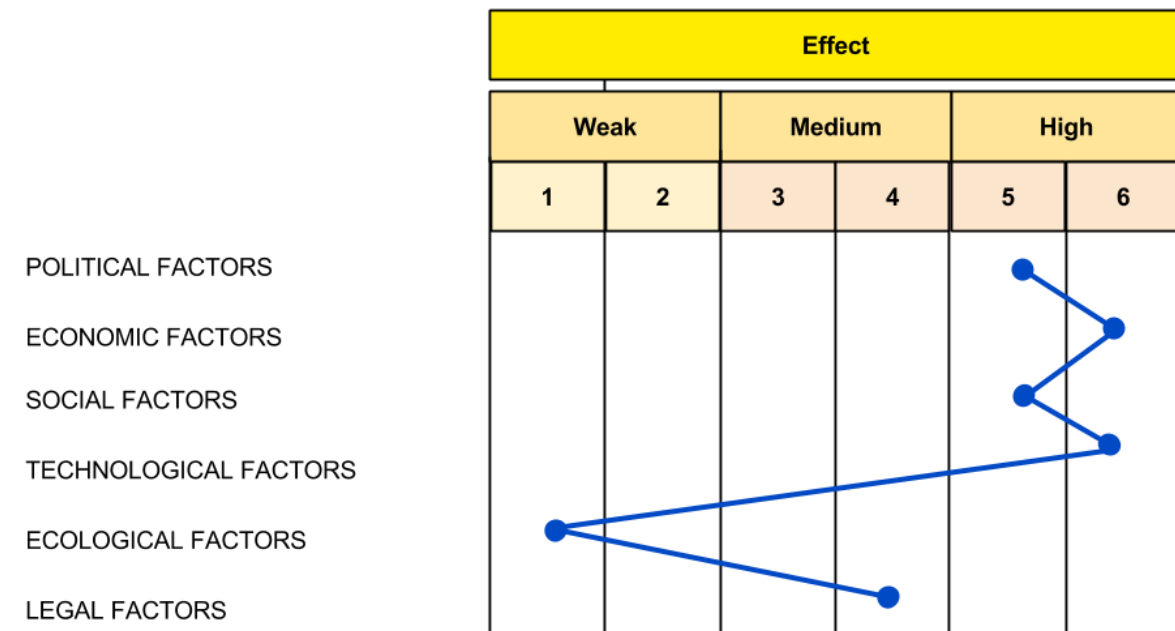 Effect
Weak Medium High
1 2 3 4 5 6
POLITICAL FACTORS
ECONOMIC FACTORS
SOCIAL FACTORS
TECHNOLOGICAL FACTORS
ECOLOGICAL FACTORS
LEGAL FACTORS